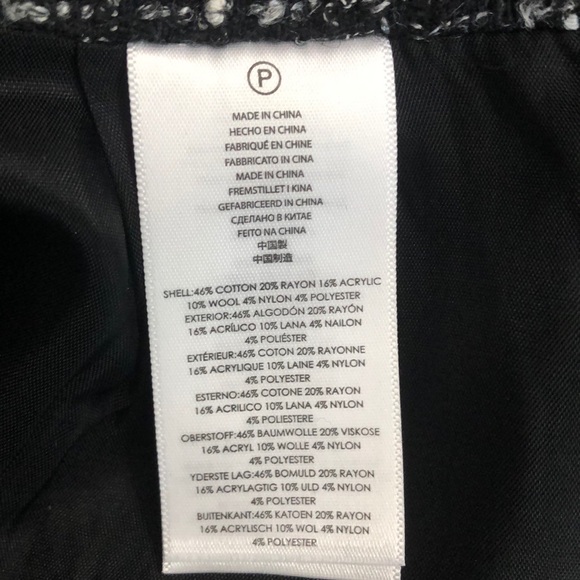 P
MADE IN CHINA
HECHO EN CHINA
FABRIQUÉ EN CHINE
FABBRICATO IN CINA
MADE IN CHINA
FREMSTILLET I KINA
GEFABRICEERD IN CHINA
СДЕЛАНО В КИТАЕ
FEITO NA CHINA
中国製
中国制造
SHELL:46% COTTON 20% RAYON 16% ACRYLIC
10% WOOL 4% NYLON 4% POLYESTER
EXTERIOR:46% ALGODÓN 20% RAYÓN
16% ACRÍLICO 10% LANA 4% NAILON
4% POLIÉSTER
EXTÉRIEUR:46% COTON 20% RAYONNE
16% ACRYLIQUE 10% LAINE 4% NYLON
4% POLYESTER
ESTERNO:46% COTONE 20% RAYON
16% ACRILICO 10% LANA 4% NYLON
4% POLIESTERE
OBERSTOFF:46% BAUMWOLLE 20% VISKOSE
16% ACRYL 10% WOLLE 4% NYLON
4% POLYESTER
YDERSTE LAG:46% BOMULD 20% RAYON
16% ACRYLAGTIG 10% ULD 4% NYLON
4% POLYESTER
BUITENKANT:46% KATOEN 20% RAYON
16% ACRYLISCH 10% WOL 4% NYLON
4% POLYESTER